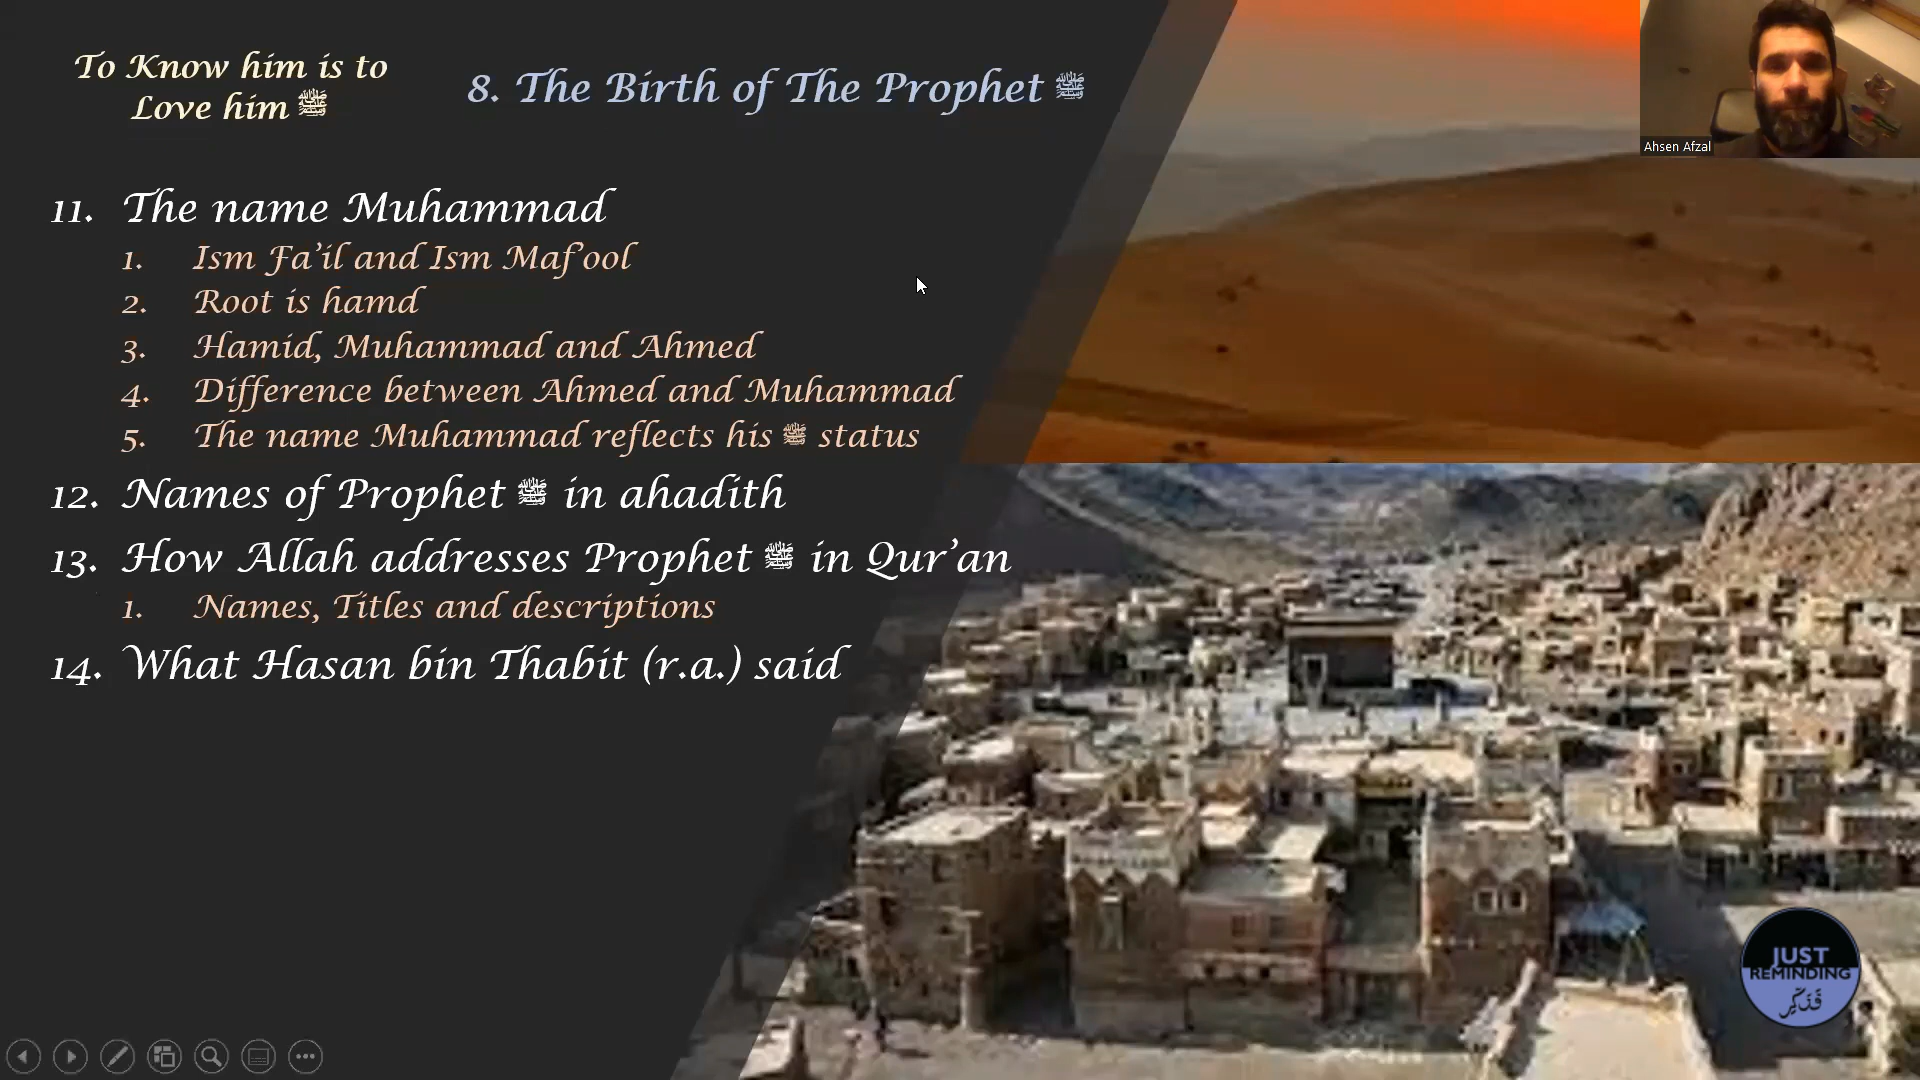 To Know him is to
Love him ﷺ
8. The Birth of The Prophet ﷺ
Ahsen Afzal
11. The name Muhammad
1. Ism Fa'il and Ism Maf'ool
2. Root is hamd
3. Hamid, Muhammad and Ahmed
4. Difference between Ahmed and Muhammad
5. The name Muhammad reflects his ﷺ status
12. Names of Prophet ﷺ in ahadith
13. How Allah addresses Prophet ﷺ in Qur'an
1. Names, Titles and descriptions
14. What Hasan bin Thabit (r.a.) said
JUST
REMINDING
فَذَكِّرْ